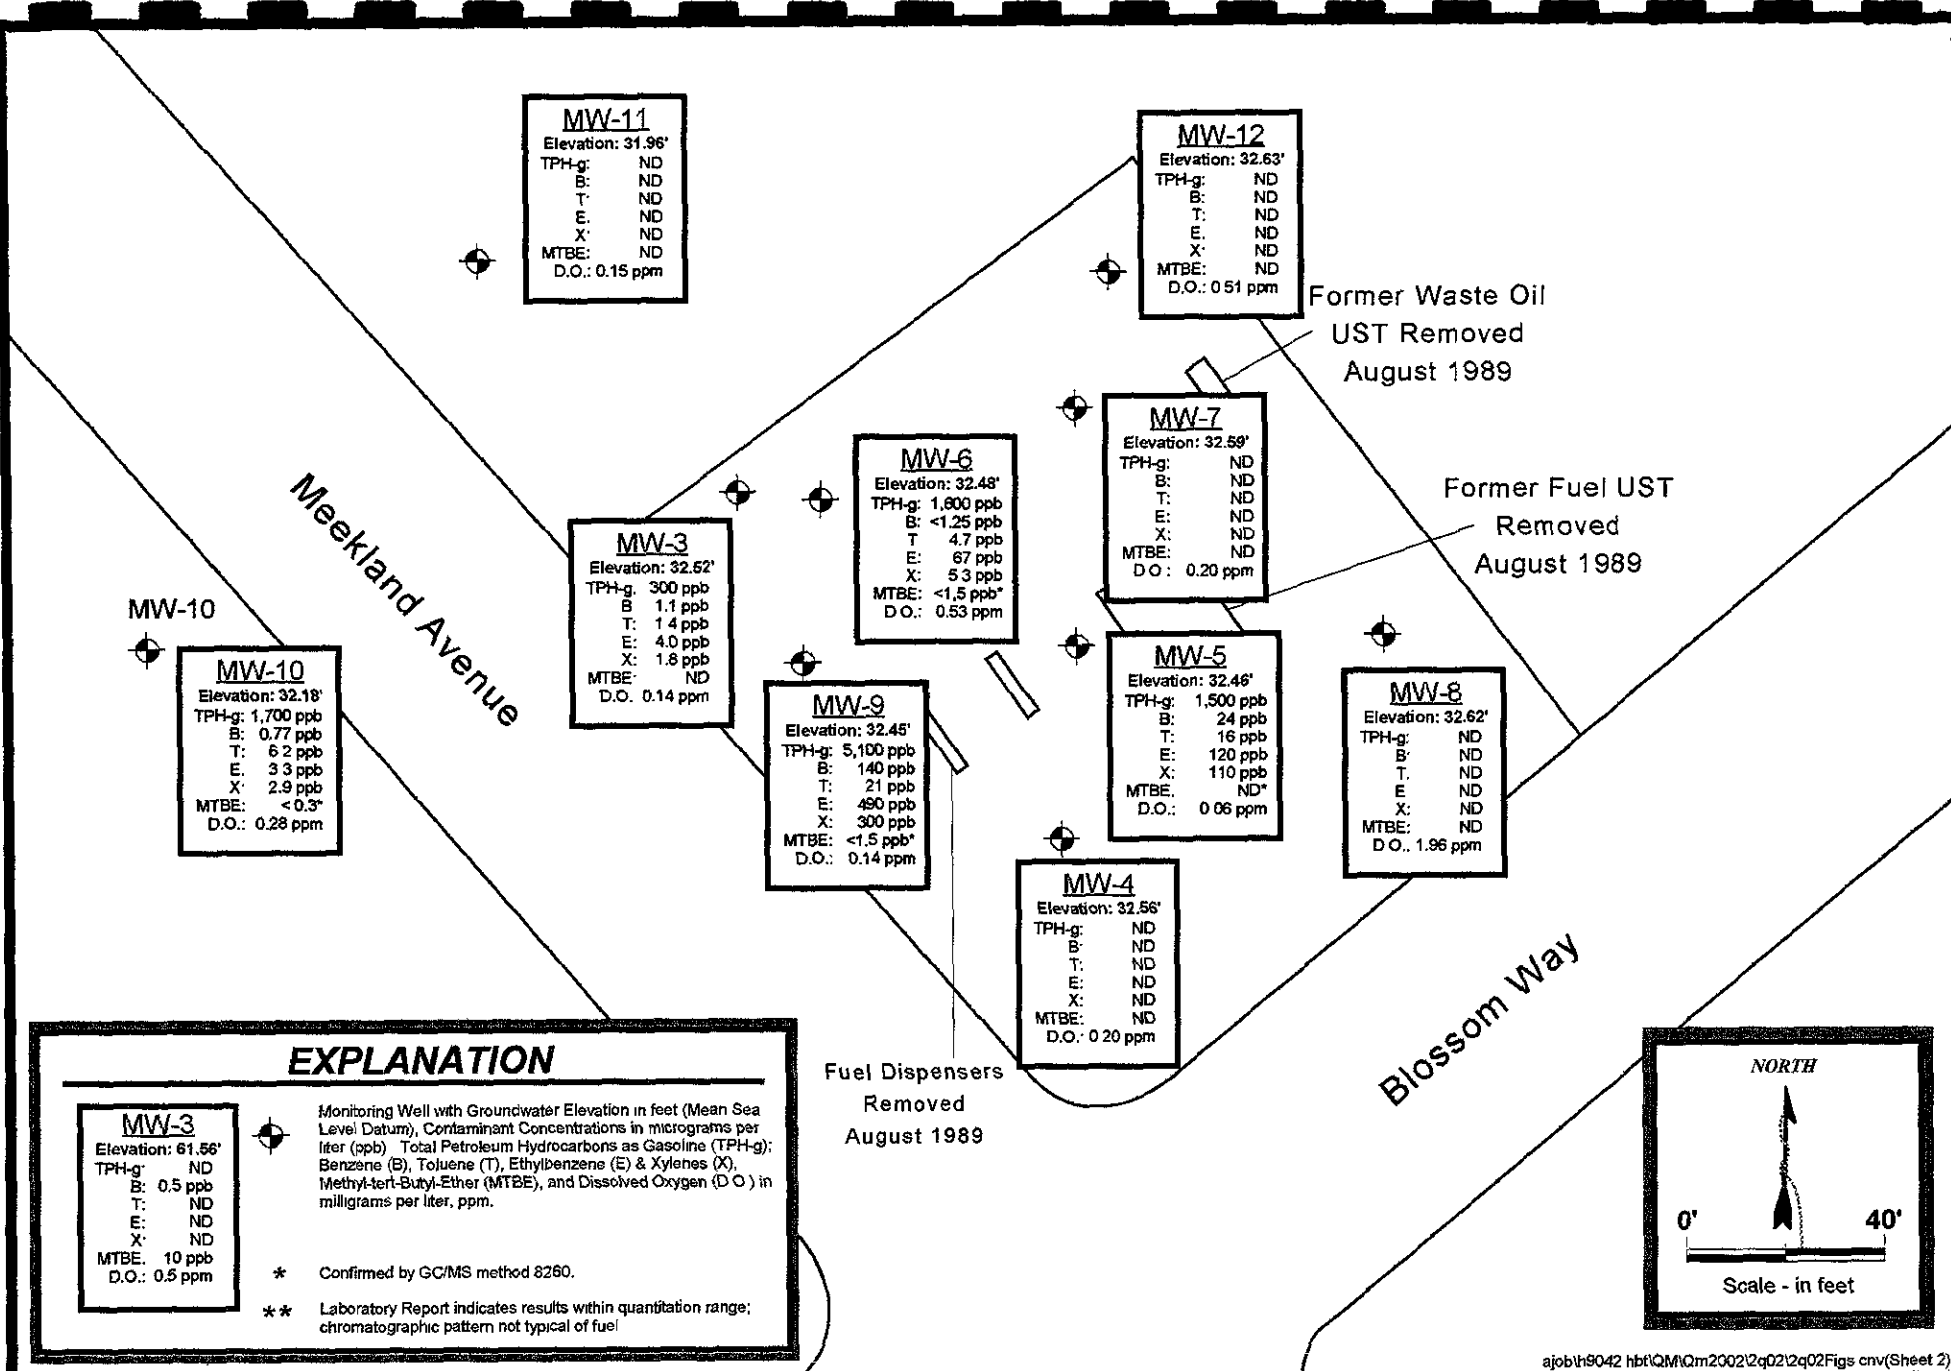 MW-11
Elevation: 31.96'
TPH-g: ND
B: ND
T· ND
E. ND
X· ND
MTBE: ND
D.O.: 0.15 ppm
MW-12
Elevation: 32.63'
TPH-g: ND
B: ND
T: ND
E. ND
X· ND
MTBE: ND
D.O.: 0 51 ppm
Former Waste Oil
UST Removed
August 1989
MW-7
Elevation: 32.59'
TPH-g: ND
B: ND
T: ND
E: ND
X: ND
MTBE: ND
D O : 0.20 ppm
MW-6
Elevation: 32.48'
TPH-g: 1,600 ppb
B: <1.25 ppb
T 4.7 ppb
E: 67 ppb
X: 5 3 ppb
MTBE: <1.5 ppb*
D O.: 0.53 ppm
Former Fuel UST
Removed
August 1989
Meekland Avenue
MW-3
Elevation: 32.52'
TPH-g. 300 ppb
B 1.1 ppb
T: 1 4 ppb
E: 4.0 ppb
X: 1.8 ppb
MTBE· ND
D.O. 0.14 ppm
MW-10
MW-10
Elevation: 32.18'
TPH-g: 1,700 ppb
B: 0.77 ppb
T: 6 2 ppb
E. 3 3 ppb
X· 2.9 ppb
MTBE: < 0.3*
D.O.: 0.28 ppm
MW-9
Elevation: 32.45'
TPH-g: 5,100 ppb
B: 140 ppb
T: 21 ppb
E: 490 ppb
X: 300 ppb
MTBE: <1.5 ppb*
D.O.: 0.14 ppm
MW-5
Elevation: 32.46'
TPH-g: 1,500 ppb
B: 24 ppb
T: 16 ppb
E: 120 ppb
X: 110 ppb
MTBE. ND*
D.O.: 0 06 ppm
MW-8
Elevation: 32.62'
TPH-g: ND
B· ND
T. ND
E ND
X: ND
MTBE: ND
D O.. 1.96 ppm
MW-4
Elevation: 32.56'
TPH-g: ND
B· ND
T: ND
E: ND
X: ND
MTBE: ND
D.O.· 0 20 ppm
Blossom Way
Fuel Dispensers
Removed
August 1989
EXPLANATION
MW-3
Elevation: 61.56'
TPH-g· ND
B: 0.5 ppb
T: ND
E: ND
X· ND
MTBE. 10 ppb
D.O.: 0.5 ppm
Monitoring Well with Groundwater Elevation in feet (Mean Sea
Level Datum), Contaminant Concentrations in micrograms per
liter (ppb) Total Petroleum Hydrocarbons as Gasoline (TPH-g);
Benzene (B), Toluene (T), Ethylbenzene (E) & Xylenes (X),
Methyl-tert-Butyl-Ether (MTBE), and Dissolved Oxygen (D O ) in
milligrams per liter, ppm.
* Confirmed by GC/MS method 8260.
** Laboratory Report indicates results within quantitation range;
chromatographic pattern not typical of fuel
NORTH
0' 40'
Scale - in feet
ajob\h9042 hbt\QM\Qm2002\2q02\2q02Figs cnv(Sheet 2)